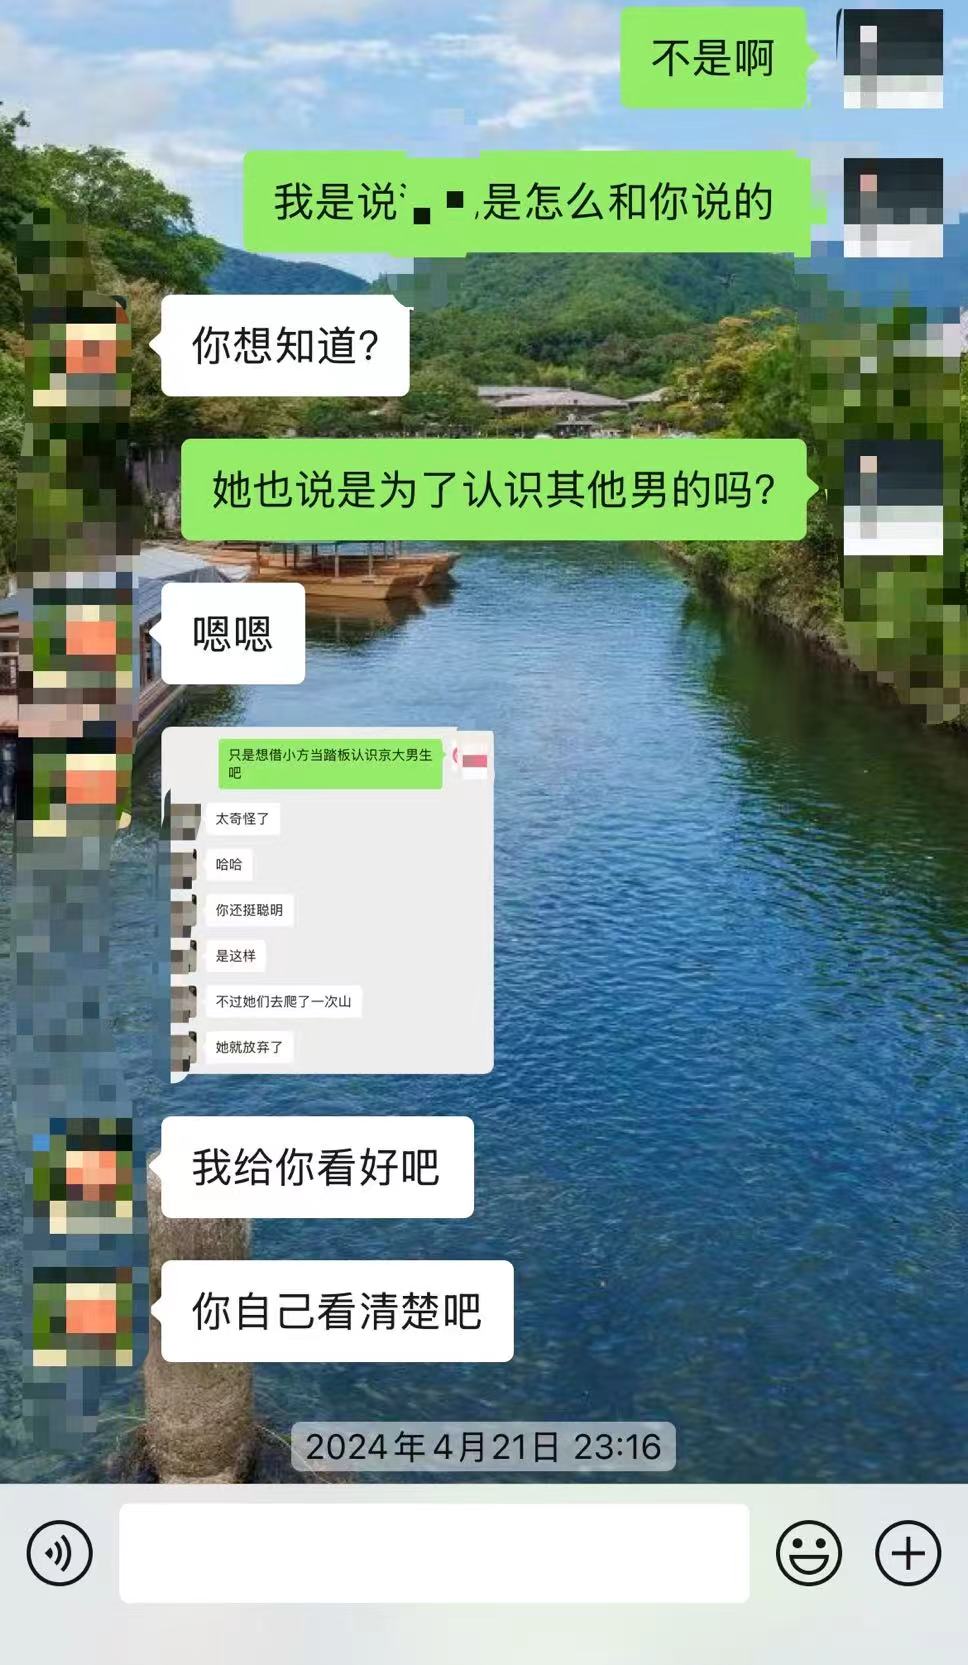 不是啊
我是说
是怎么和你说的
你想知道?
她也说是为了认识其他男的吗?
嗯嗯
只是想借小方当踏板认识京大男生
吧
太奇怪了
哈哈
你还挺聪明
是这样
不过她们去爬了一次山
她就放弃了
我给你看好吧
你自己看清楚吧
2024年4月21日 23:16